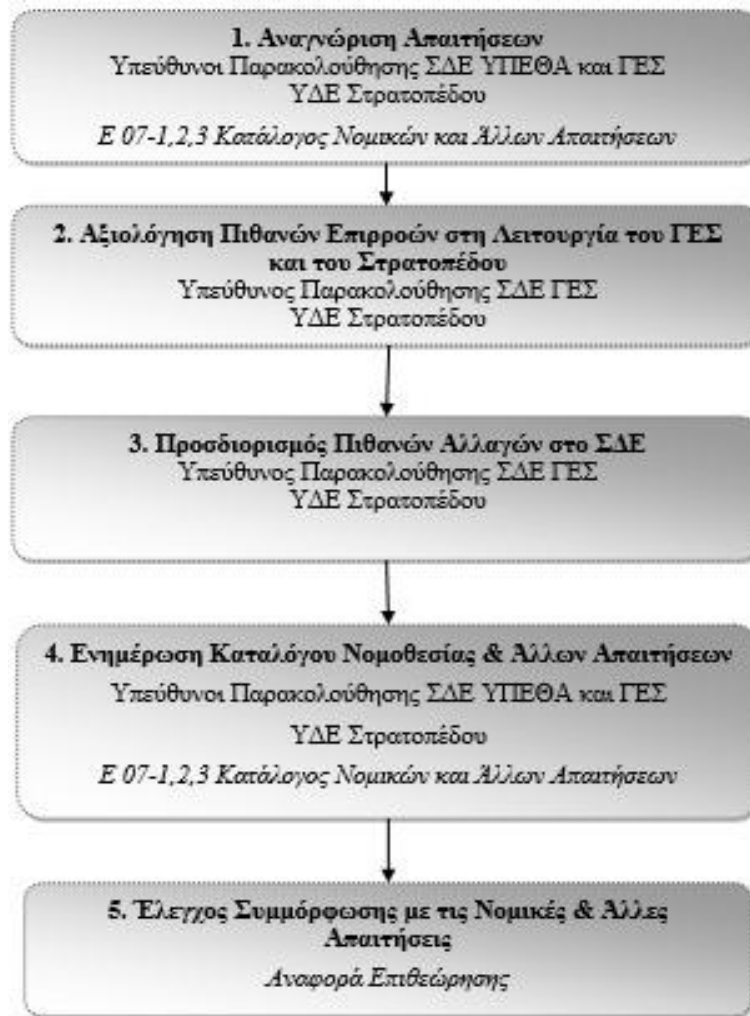 1. Αναγνώριση Απαιτήσεων
Υπεύθυνοι Παρακολούθησης ΣΔΕ ΥΠΕΘΑ και ΓΕΣ
ΥΔΕ Στρατοπέδου
Ε 07-1,2,3 Κατάλογος Νομικών και Άλλων Απαιτήσεων
2. Αξιολόγηση Πιθανών Επιρροών στη Λειτουργία του ΓΕΣ
και του Στρατοπέδου
Υπεύθυνος Παρακολούθησης ΣΔΕ ΓΕΣ
ΥΔΕ Στρατοπέδου
3. Προσδιορισμός Πιθανών Αλλαγών στο ΣΔΕ
Υπεύθυνος Παρακολούθησης ΣΔΕ ΓΕΣ
ΥΔΕ Στρατοπέδου
4. Ενημέρωση Καταλόγου Νομοθεσίας & Άλλων Απαιτήσεων
Υπεύθυνοι Παρακολούθησης ΣΔΕ ΥΠΕΘΑ και ΓΕΣ
ΥΔΕ Στρατοπέδου
Ε 07-1,2,3 Κατάλογος Νομικών και Άλλων Απαιτήσεων
5. Έλεγχος Συμμόρφωσης με τις Νομικές & Άλλες
Απαιτήσεις
Αναφορά Επιθεώρησης